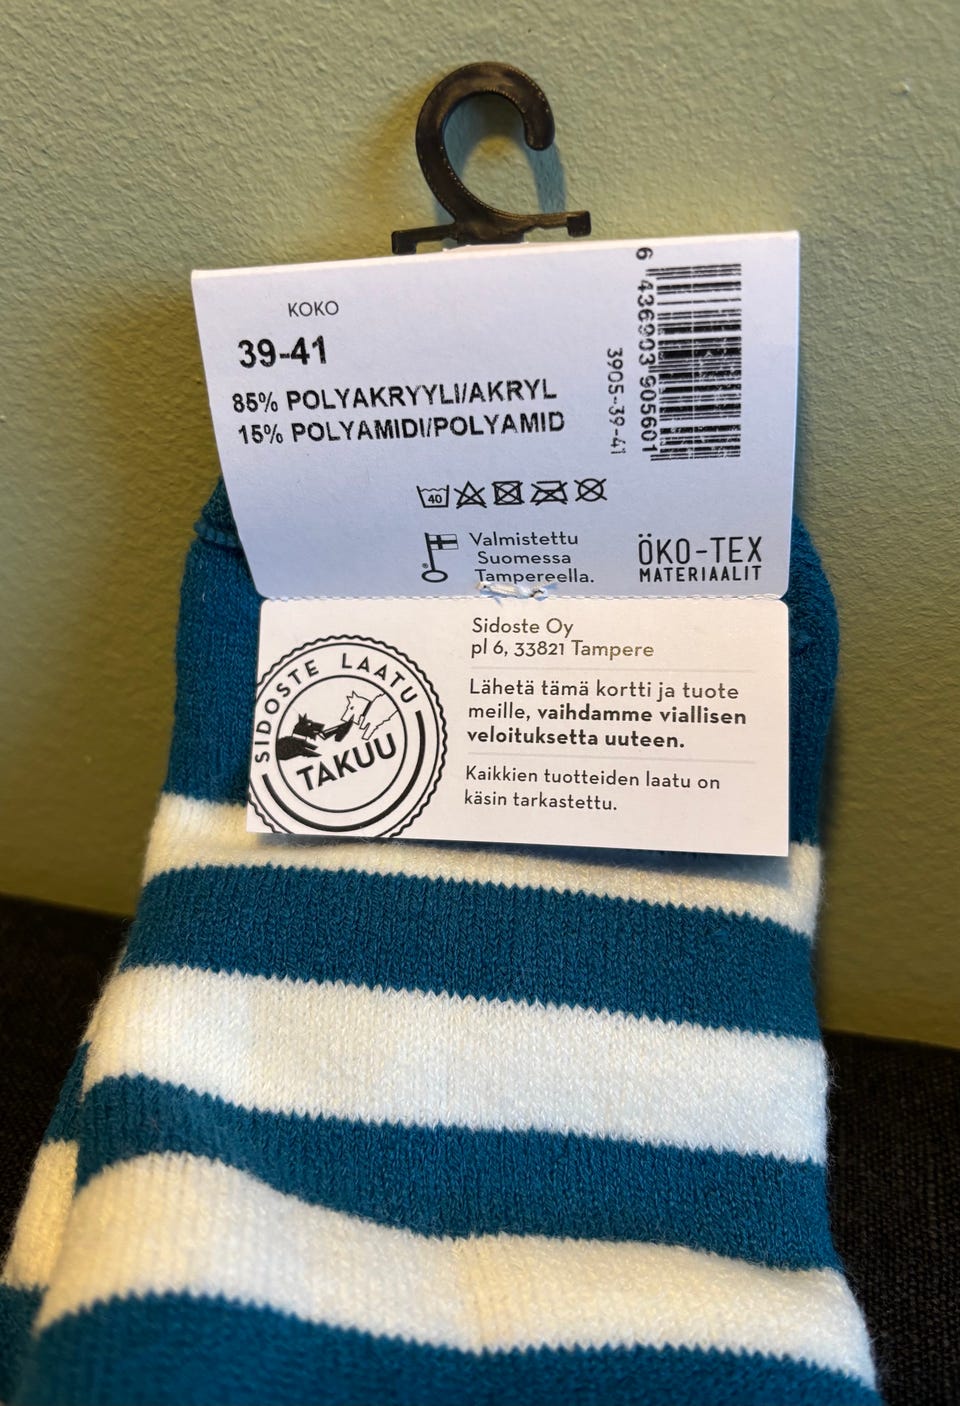 KOKO
39-41
85% POLYAKRYYLI/AKRYL
15% POLYAMIDI/POLYAMID
6 436903 905601
3905-39-41
40
Valmistettu
Suomessa
Tampereella.
ÖKO-TEX
MATERIAALIT
SIDOSTE LAATU
TAKUU
Sidoste Oy
pl 6, 33821 Tampere
Lähetä tämä kortti ja tuote
meille, vaihdamme viallisen
veloituksetta uuteen.
Kaikkien tuotteiden laatu on
käsin tarkastettu.